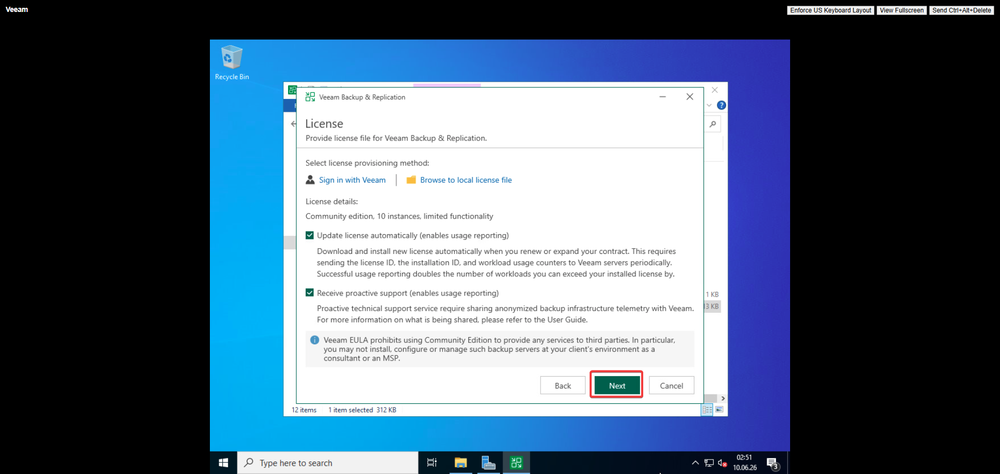 Veeam
Enforce US Keyboard Layout
View Fullscreen
Send Ctrl+Alt+Delete
Recycle Bin
Veeam Backup & Replication
License
Provide license file for Veeam Backup & Replication.
Select license provisioning method:
Sign in with Veeam
Browse to local license file
License details:
Community edition, 10 instances, limited functionality
Update license automatically (enables usage reporting)
Download and install new license automatically when you renew or expand your contract. This requires
sending the license ID, the installation ID, and workload usage counters to Veeam servers periodically.
Successful usage reporting doubles the number of workloads you can exceed your installed license by.
Receive proactive support (enables usage reporting)
1 KB
13 KB
Proactive technical support service require sharing anonymized backup infrastructure telemetry with Veeam.
For more information on what is being shared, please refer to the User Guide.
Veeam EULA prohibits using Community Edition to provide any services to third parties. In particular,
you may not install, configure or manage such backup servers at your client's environment as a
consultant or an MSP.
Back
Next
Cancel
12 items
1 item selected 312 KB
Type here to search
02:51
10.06.26
3